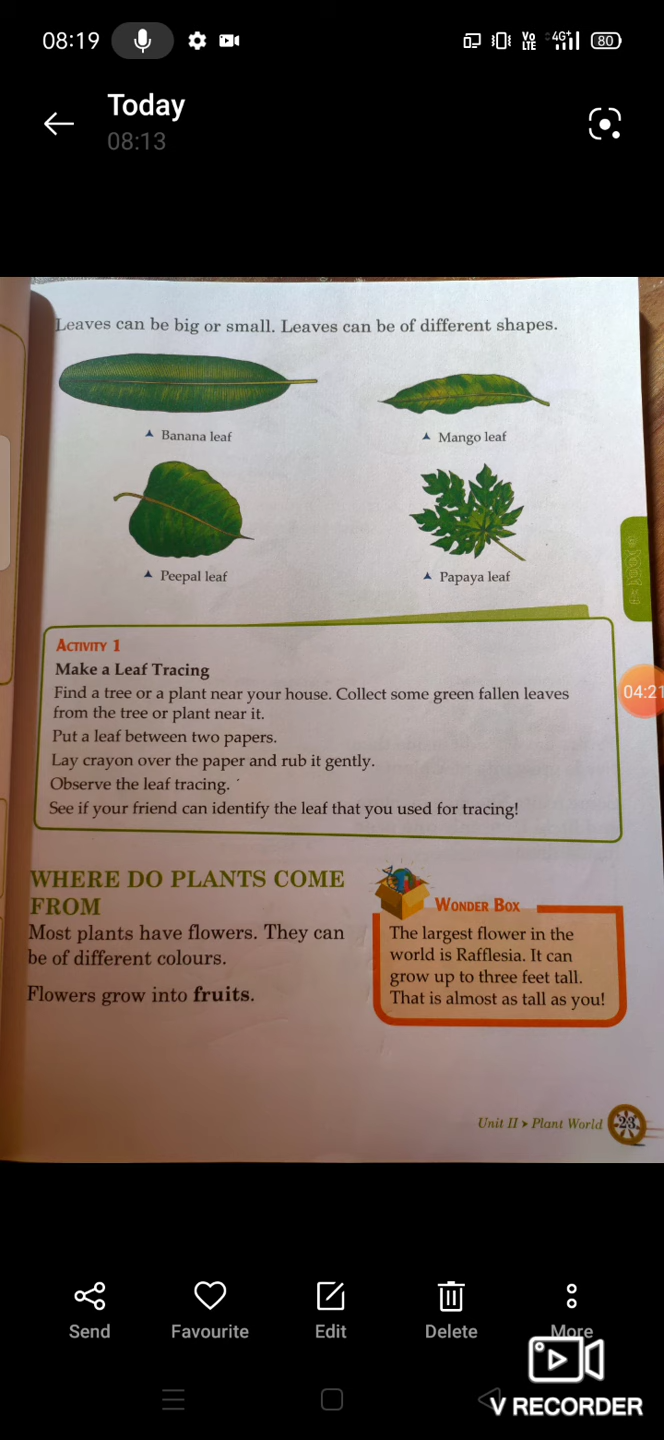 08:19
Vo
LTE
4G+
80
Today
08:13
Leaves can be big or small. Leaves can be of different shapes.
Banana leaf
Mango leaf
Peepal leaf
Papaya leaf
04:21
ACTIVITY 1
Make a Leaf Tracing
Find a tree or a plant near your house. Collect some green fallen leaves
from the tree or plant near it.
Put a leaf between two papers.
Lay crayon over the paper and rub it gently.
Observe the leaf tracing.
See if your friend can identify the leaf that you used for tracing!
WHERE DO PLANTS COME
FROM
Most plants have flowers. They can
be of different colours.
Flowers grow into fruits.
WONDER BOX
The largest flower in the
world is Rafflesia. It can
grow up to three feet tall.
That is almost as tall as you!
Unit II > Plant World
23
Send
Favourite
Edit
Delete
More
V RECORDER